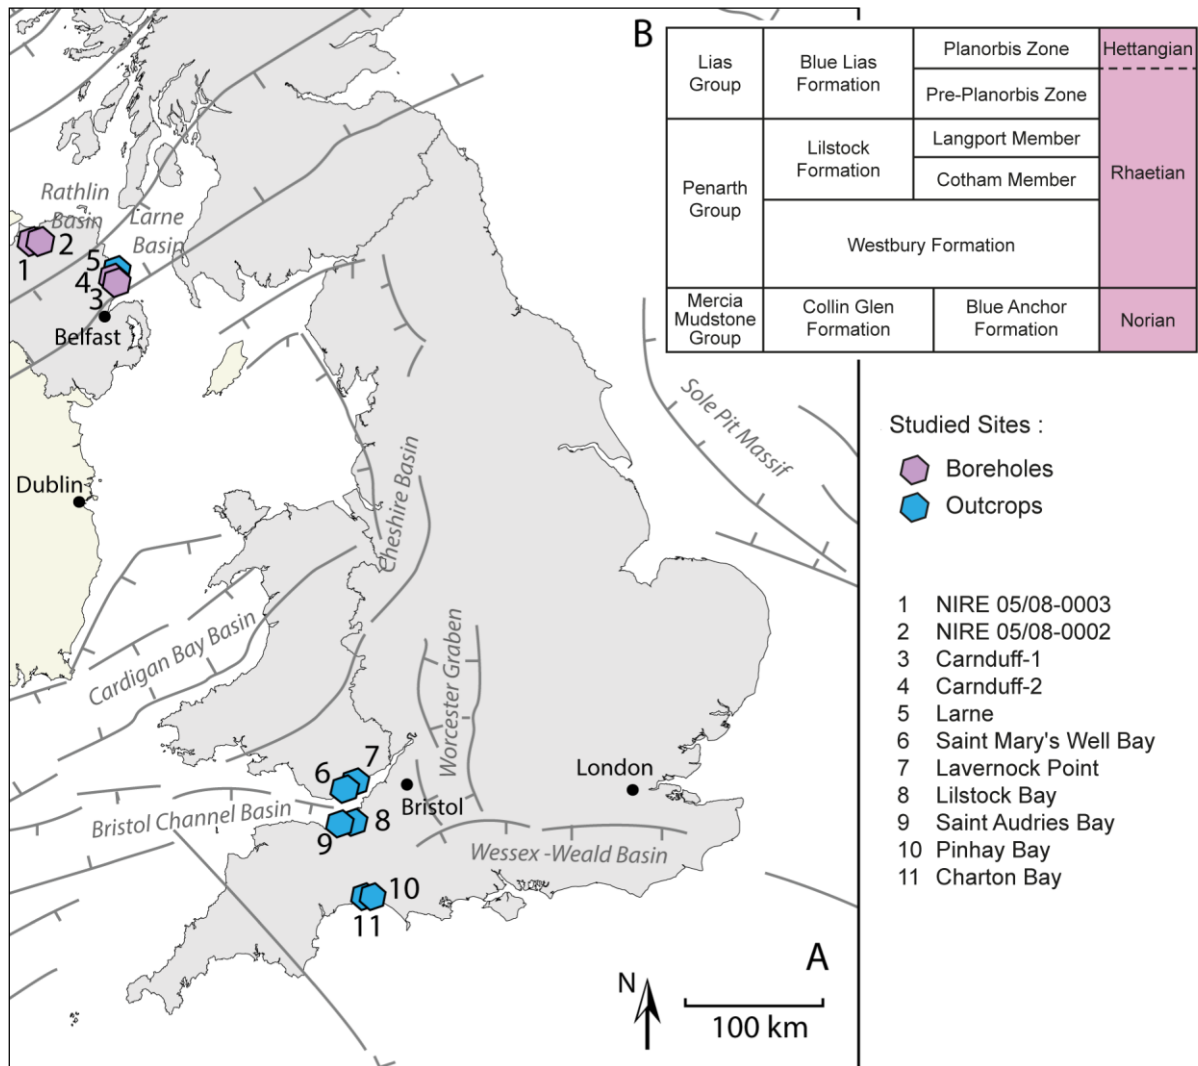 B
Lias
Group
Blue Lias
Formation
Planorbis Zone
Hettangian
Pre-Planorbis Zone
Penarth
Group
Lilstock
Formation
Langport Member
Cotham Member
Rhaetian
Westbury Formation
Mercia
Mudstone
Group
Collin Glen
Formation
Blue Anchor
Formation
Norian
Rathlin
Basin
Larne
Basin
1
2
5
4
3
Belfast
Dublin
Cheshire Basin
Sole Pit Massif
Cardigan Bay Basin
Worcester Graben
6
7
Bristol
London
Bristol Channel Basin
9
8
Wessex -Weald Basin
10
11
A
N
100 km
Studied Sites :
Boreholes
Outcrops
1 NIRE 05/08-0003
2 NIRE 05/08-0002
3 Carnduff-1
4 Carnduff-2
5 Larne
6 Saint Mary's Well Bay
7 Lavernock Point
8 Lilstock Bay
9 Saint Audries Bay
10 Pinhay Bay
11 Charton Bay